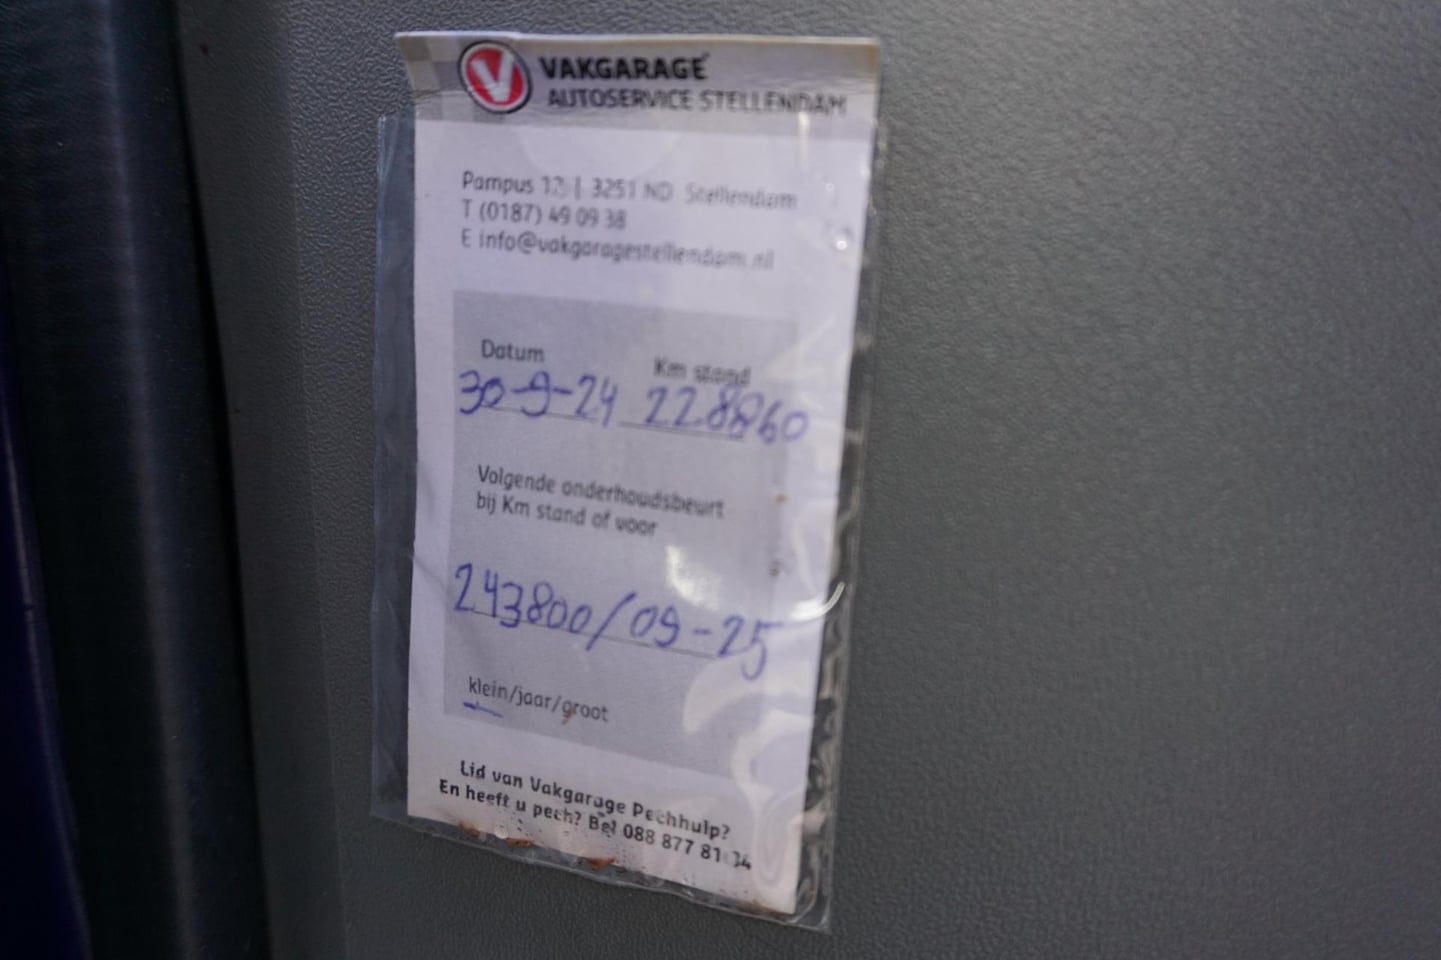 V VAKGARAGE
AUTOSERVICE STELLENDAM
Pampus 12 | 3251 ND Stellendam
T (0187) 49 09 38
E info@vakgaragestellendam.nl
Datum Km stand
30-9-24 228860
Volgende onderhoudsbeurt
bij Km stand of voor
243800/09-25
klein/jaar/groot
Lid van Vakgarage Pechhulp?
En heeft u pech? Bel 088 877 81